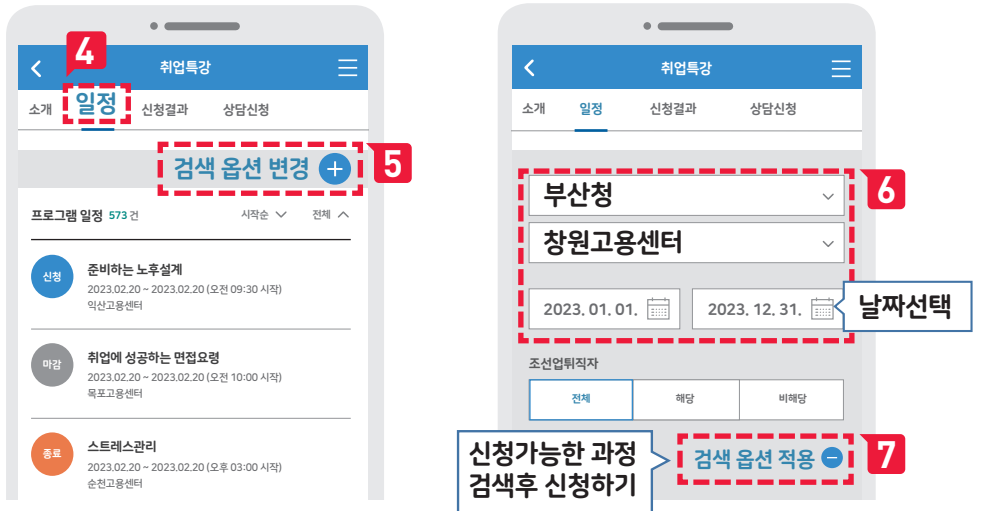 4
취업특강
소개 일정 신청결과 상담신청
검색 옵션 변경 +
5
프로그램 일정 573 건 시작순 전체
신청
준비하는 노후설계
2023.02.20 ~ 2023.02.20 (오전 09:30 시작)
익산고용센터
마감
취업에 성공하는 면접요령
2023.02.20 ~ 2023.02.20 (오전 10:00 시작)
목포고용센터
종료
스트레스관리
2023.02.20 ~ 2023.02.20 (오후 03:00 시작)
순천고용센터
취업특강
소개 일정 신청결과 상담신청
6
부산청
창원고용센터
2023. 01. 01. 2023. 12. 31.
날짜선택
조선업퇴직자
전체 해당 비해당
신청가능한 과정
검색후 신청하기
검색 옵션 적용 −
7